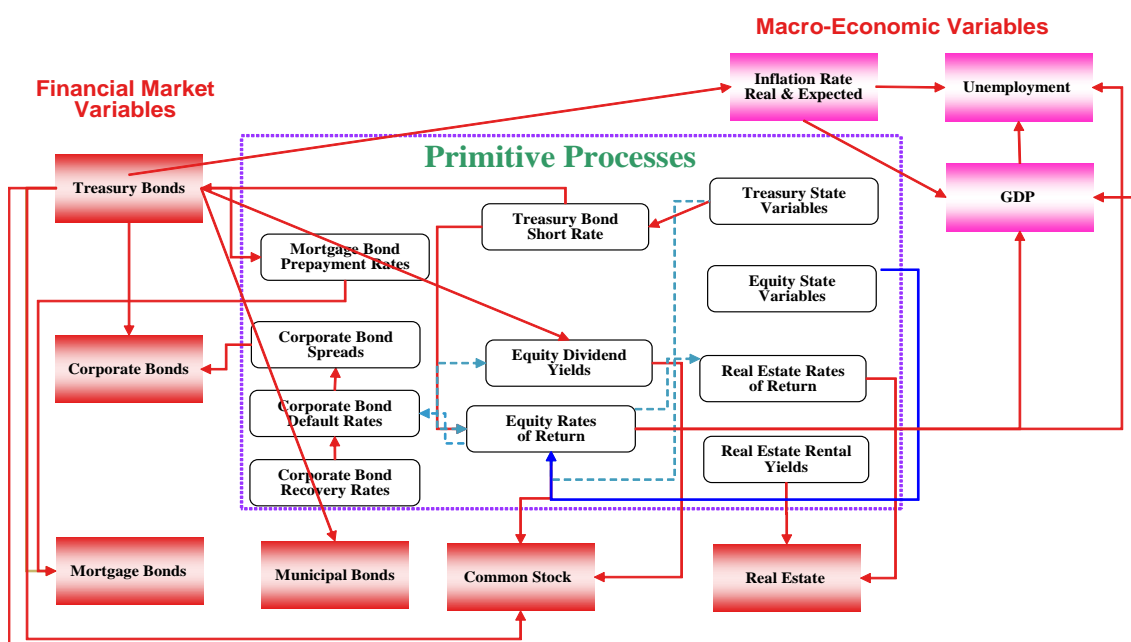 Macro-Economic Variables
Financial Market
Variables
Inflation Rate
Real & Expected
Unemployment
Primitive Processes
Treasury Bonds
Treasury State
Variables
GDP
Treasury Bond
Short Rate
Mortgage Bond
Prepayment Rates
Equity State
Variables
Corporate Bond
Spreads
Equity Dividend
Yields
Corporate Bonds
Real Estate Rates
of Return
Corporate Bond
Default Rates
Equity Rates
of Return
Real Estate Rental
Yields
Corporate Bond
Recovery Rates
Mortgage Bonds
Municipal Bonds
Common Stock
Real Estate